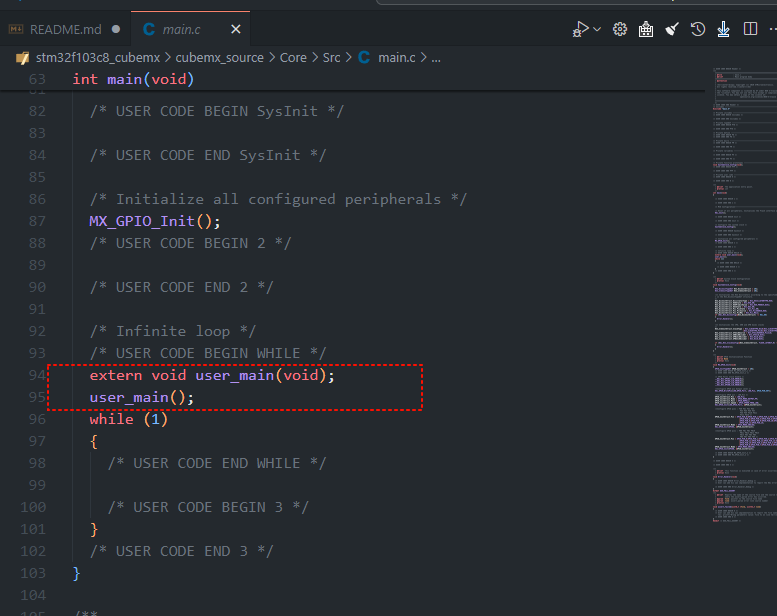 README.md
main.c
stm32f103c8_cubemx > cubemx_source > Core > Src > C main.c > ...
63 int main(void)
82 /* USER CODE BEGIN SysInit */
83
84 /* USER CODE END SysInit */
85
86 /* Initialize all configured peripherals */
87 MX_GPIO_Init();
88 /* USER CODE BEGIN 2 */
89
90 /* USER CODE END 2 */
91
92 /* Infinite loop */
93 /* USER CODE BEGIN WHILE */
94 extern void user_main(void);
95 user_main();
96 while (1)
97 {
98 /* USER CODE END WHILE */
99
100 /* USER CODE BEGIN 3 */
101 }
102 /* USER CODE END 3 */
103 }
104
105 /**